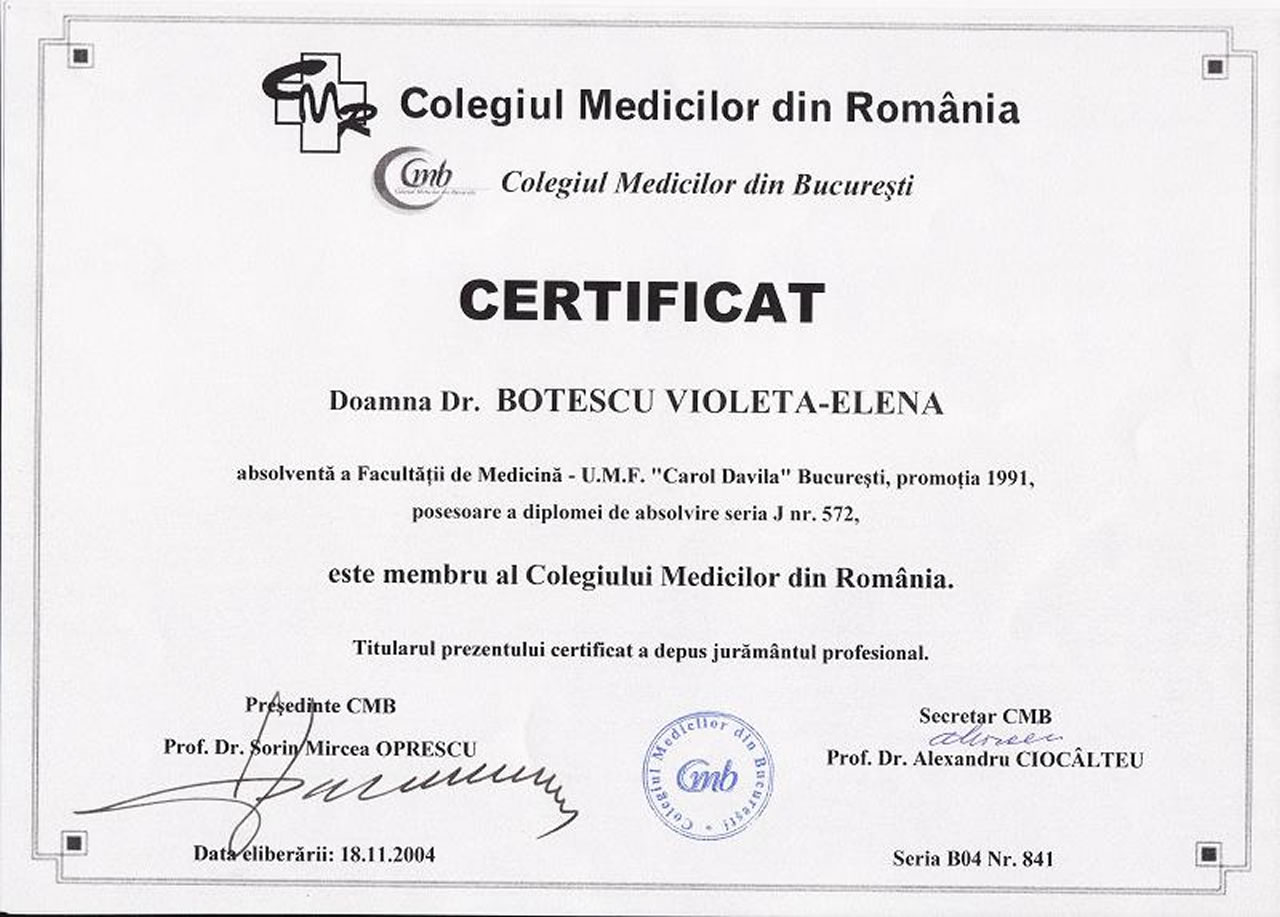 CMR Colegiul Medicilor din România
Cmb Colegiul Medicilor din Bucureşti
CERTIFICAT
Doamna Dr. BOTESCU VIOLETA-ELENA
absolventă a Facultăţii de Medicină - U.M.F. "Carol Davila" Bucureşti, promoţia 1991,
posesoare a diplomei de absolvire seria J nr. 572,
este membru al Colegiului Medicilor din România.
Titularul prezentului certificat a depus jurământul profesional.
Preşedinte CMB
Prof. Dr. Sorin Mircea OPRESCU
Secretar CMB
Prof. Dr. Alexandru CIOCÂLTEU
Colegiul Medicilor din Bucureşti
Cmb
Data eliberării: 18.11.2004
Seria B04 Nr. 841